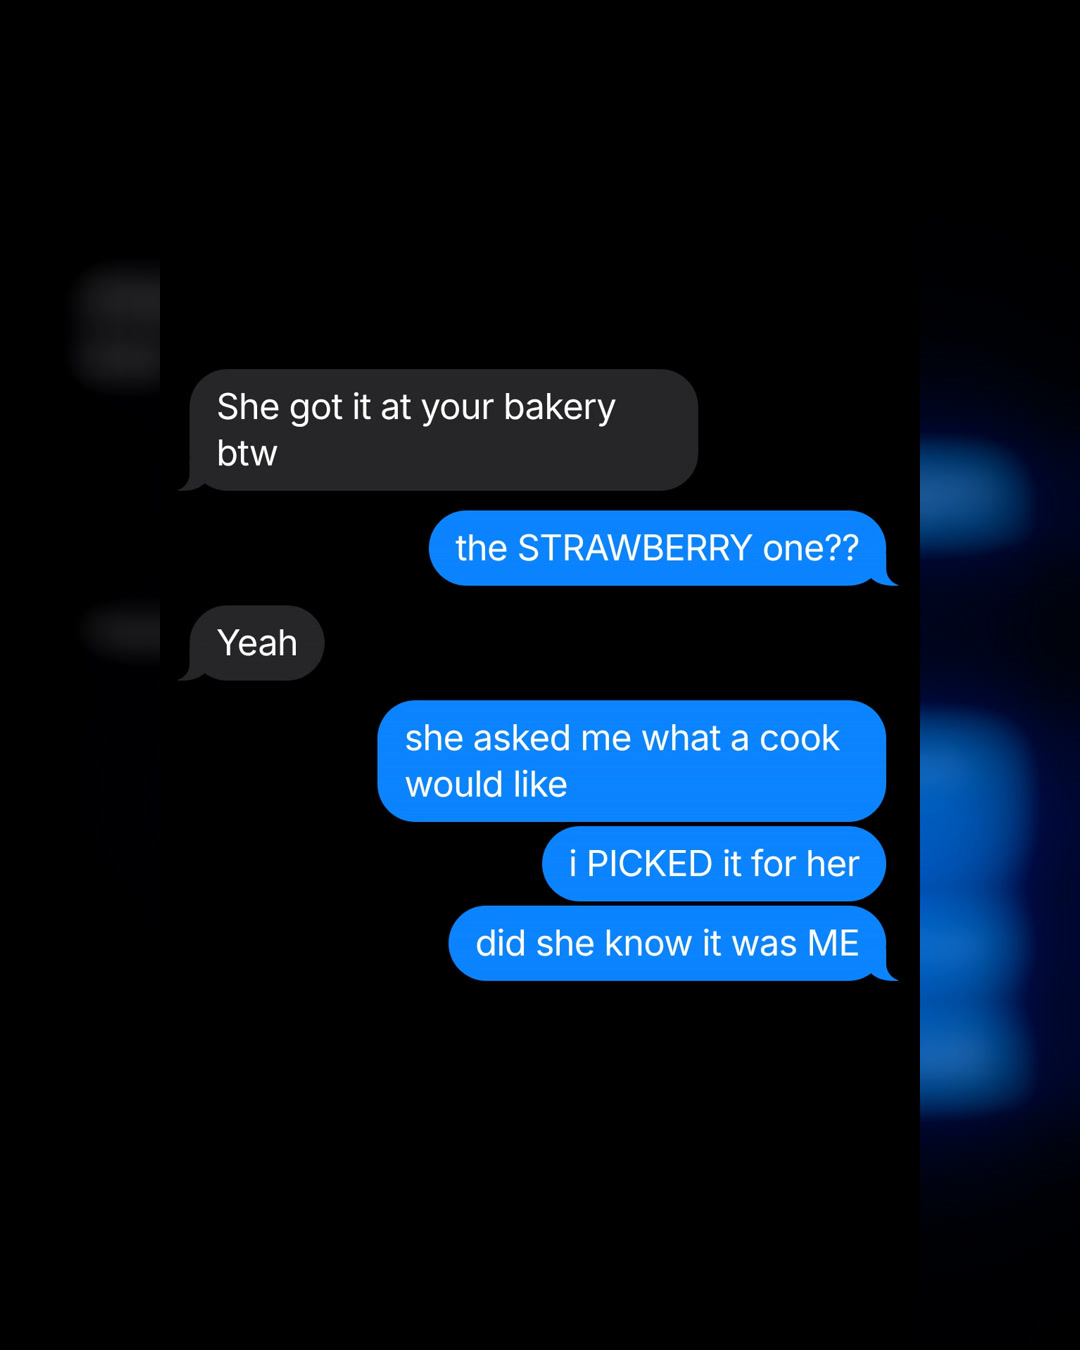 She got it at your bakery
btw
the STRAWBERRY one??
Yeah
she asked me what a cook
would like
i PICKED it for her
did she know it was ME